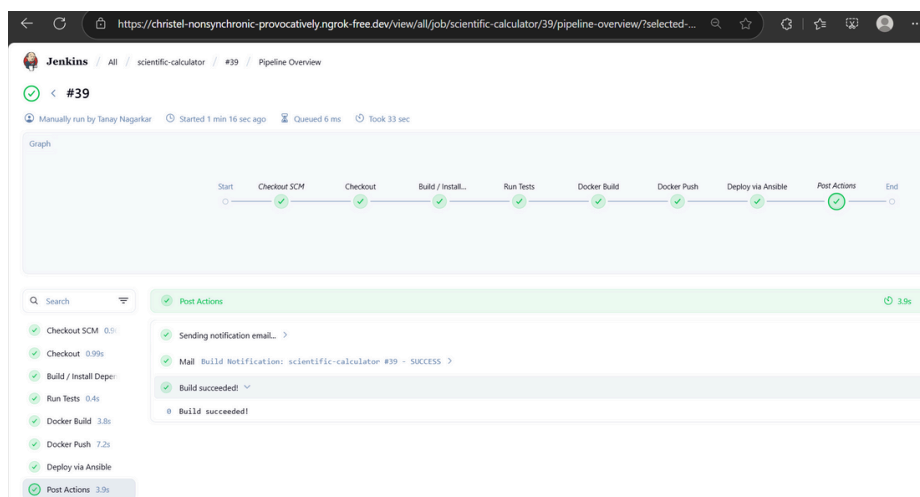 https://christel-nonsynchronic-provocatively.ngrok-free.dev/view/all/job/scientific-calculator/39/pipeline-overview/?selected-...
Jenkins / All / scientific-calculator / #39 / Pipeline Overview
#39
Manually run by Tanay Nagarkar Started 1 min 16 sec ago Queued 6 ms Took 33 sec
Graph
Start Checkout SCM Checkout Build / Install... Run Tests Docker Build Docker Push Deploy via Ansible Post Actions End
Search
Post Actions 3.9s
Checkout SCM
Sending notification email...
Checkout 0.99s
Mail Build Notification: scientific-calculator #39 - SUCCESS
Build / Install Deper
Build succeeded!
Run Tests 0.4s
0 Build succeeded!
Docker Build 3.8s
Docker Push 7.2s
Deploy via Ansible
Post Actions 3.9s